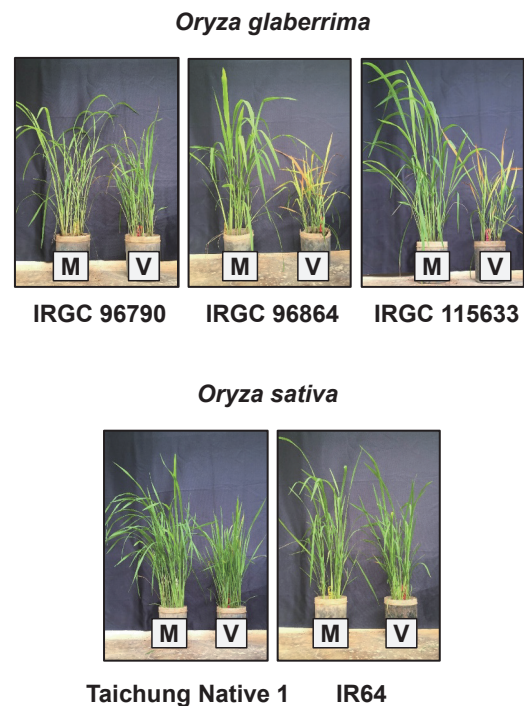 Oryza glaberrima
M V M V M V
IRGC 96790 IRGC 96864 IRGC 115633
Oryza sativa
M V M V
Taichung Native 1 IR64